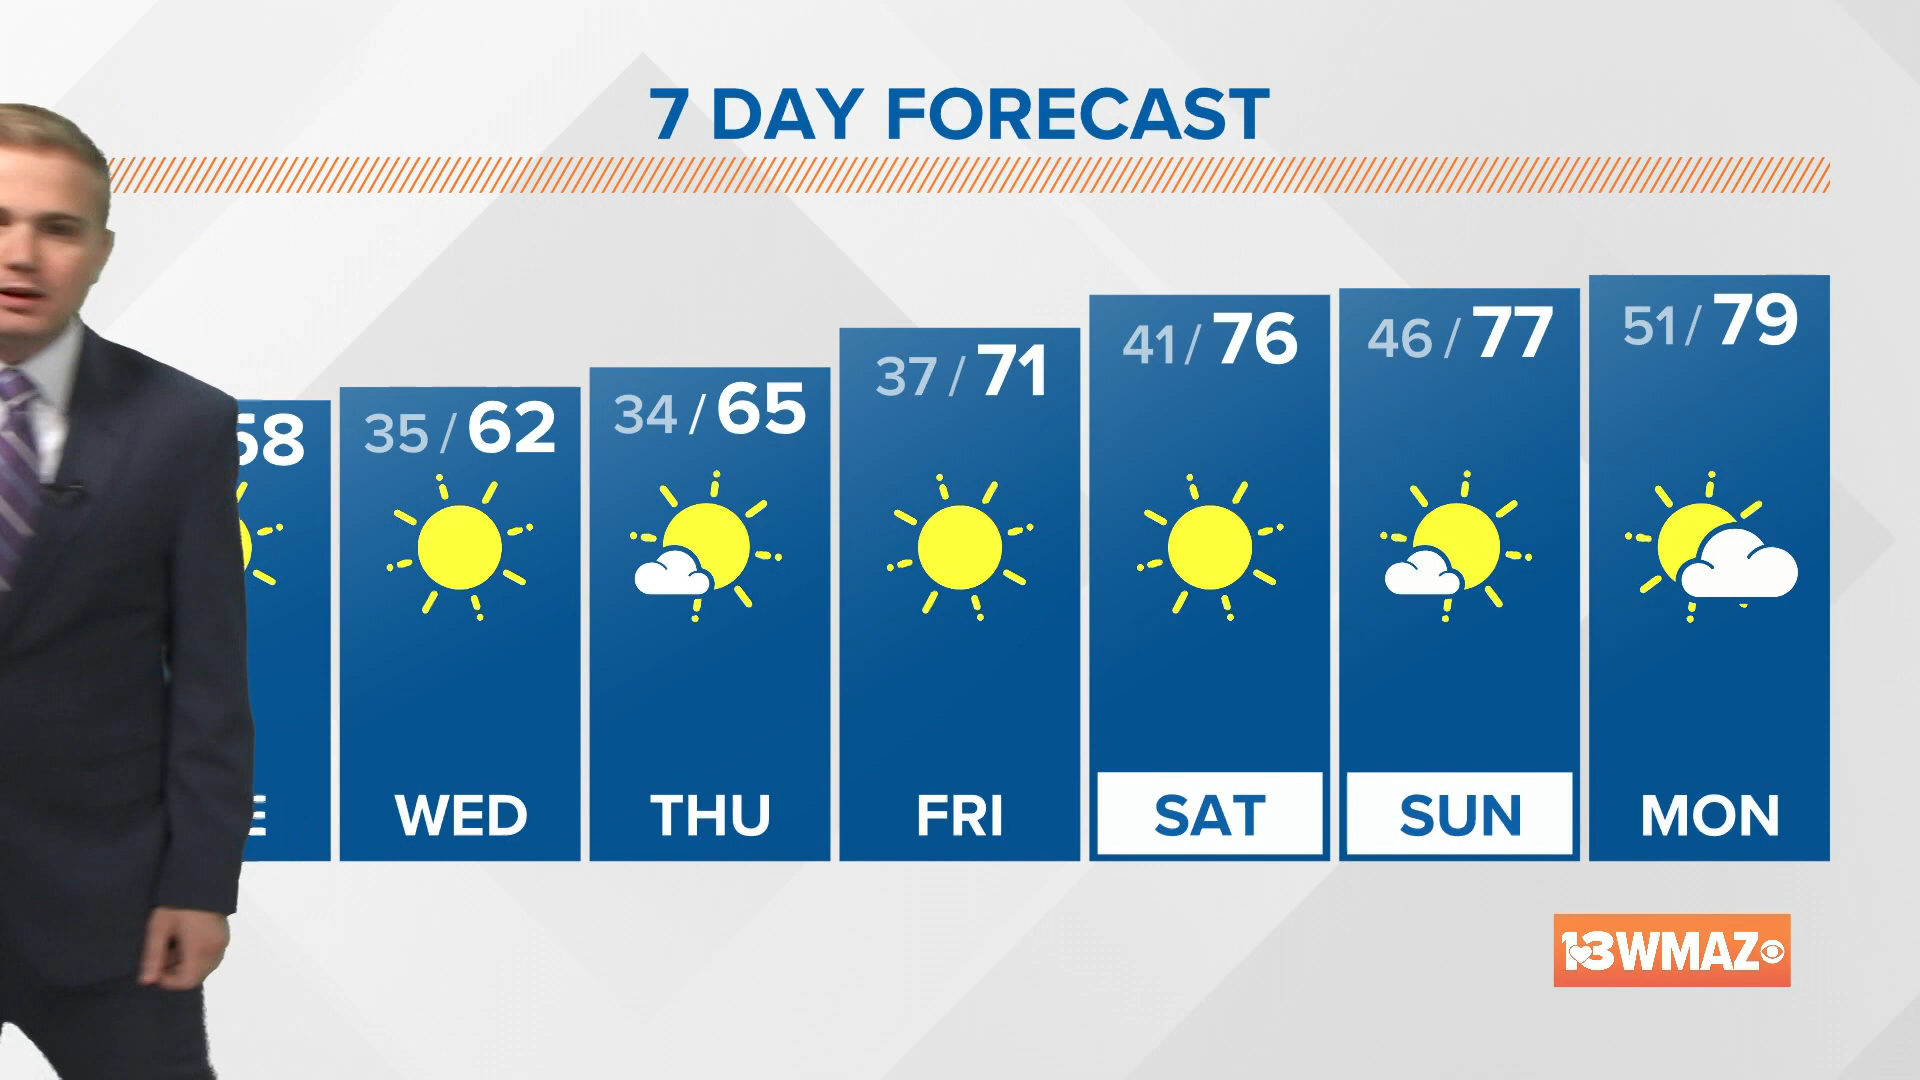 7 DAY FORECAST
35 / 62
34 / 65
37 / 71
41 / 76
46 / 77
51 / 79
WED
THU
FRI
SAT
SUN
MON
13WMAZ